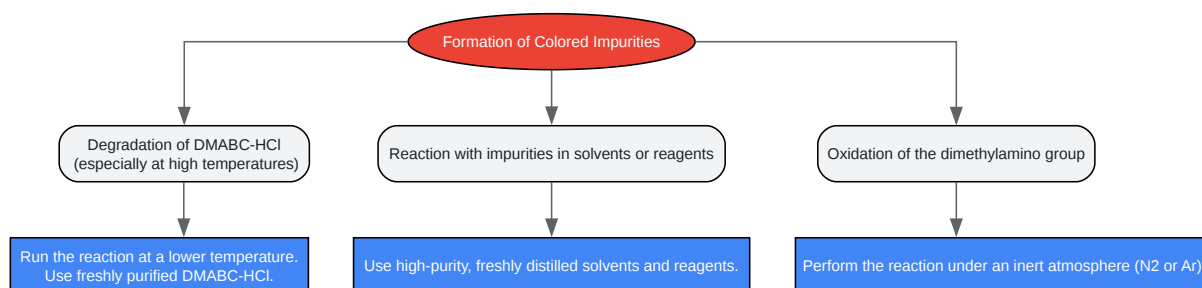 Formation of Colored Impurities
Degradation of DMABC-HCl
(especially at high temperatures)
Reaction with impurities in solvents or reagents
Oxidation of the dimethylamino group
Run the reaction at a lower temperature.
Use freshly purified DMABC-HCl.
Use high-purity, freshly distilled solvents and reagents.
Perform the reaction under an inert atmosphere (N2 or Ar)